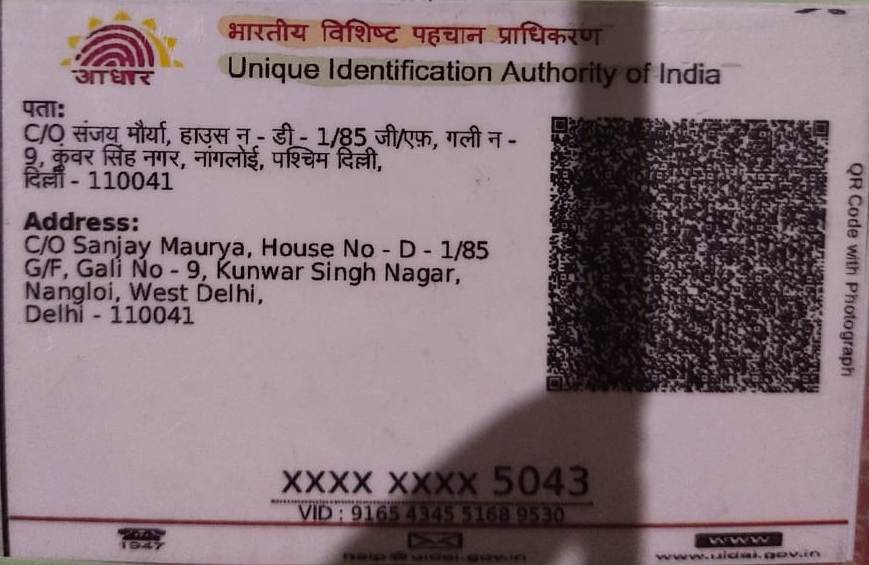 भारतीय विशिष्ट पहचान प्राधिकरण
Unique Identification Authority of India
आधार
पता:
C/O संजय मौर्या, हाउस न - डी - 1/85 जी/एफ़, गली न -
9, कुंवर सिंह नगर, नांगलोई, पश्चिम दिल्ली,
दिल्ली - 110041
Address:
C/O Sanjay Maurya, House No - D - 1/85
G/F, Gali No - 9, Kunwar Singh Nagar,
Nangloi, West Delhi,
Delhi - 110041
QR Code with Photograph
XXXX XXXX 5043
VID : 9165 4345 5168 9530
1947
help@uidai.gov.in
WWW
www.uidai.gov.in